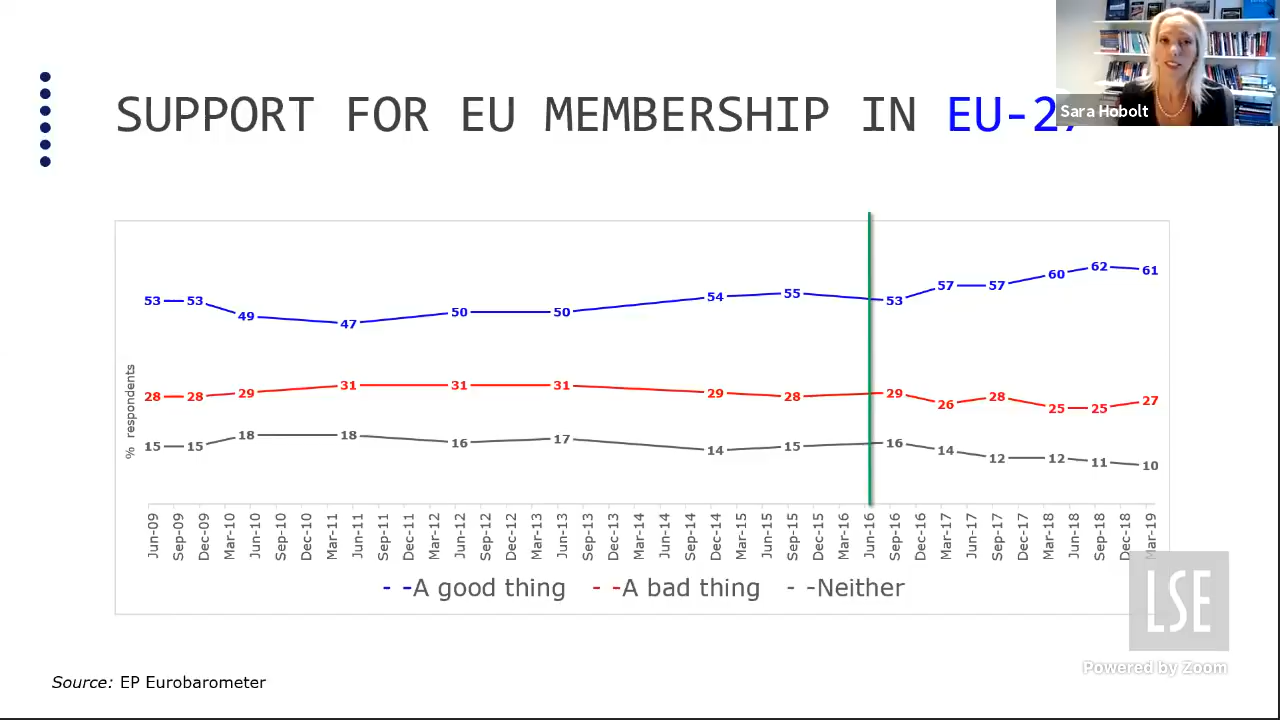 SUPPORT FOR EU MEMBERSHIP IN EU-27
Sara Hobolt
% respondents
53 53 49 47 50 50 54 55 53 57 57 60 62 61
28 28 29 31 31 31 29 28 29 26 28 25 25 27
15 15 18 18 16 17 14 15 16 14 12 12 11 10
Jun-09 Sep-09 Dec-09 Mar-10 Jun-10 Sep-10 Dec-10 Mar-11 Jun-11 Sep-11 Dec-11 Mar-12 Jun-12 Sep-12 Dec-12 Mar-13 Jun-13 Sep-13 Dec-13 Mar-14 Jun-14 Sep-14 Dec-14 Mar-15 Jun-15 Sep-15 Dec-15 Mar-16 Jun-16 Sep-16 Dec-16 Mar-17 Jun-17 Sep-17 Dec-17 Mar-18 Jun-18 Sep-18 Dec-18 Mar-19
- -A good thing - -A bad thing - -Neither
LSE
Powered by Zoom
Source: EP Eurobarometer